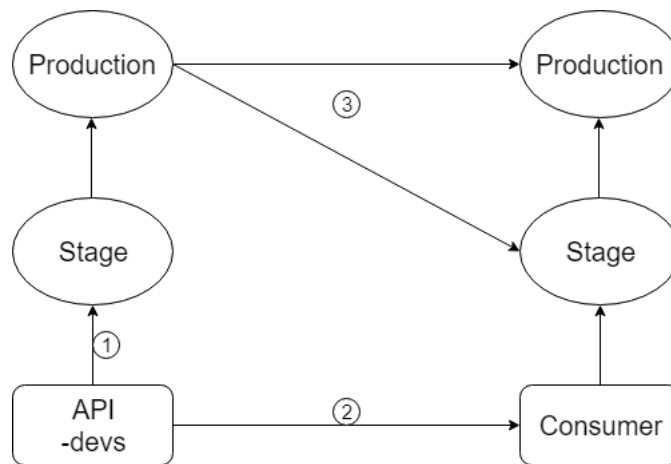 Production
Production
③
Stage
Stage
①
API
-devs
②
Consumer